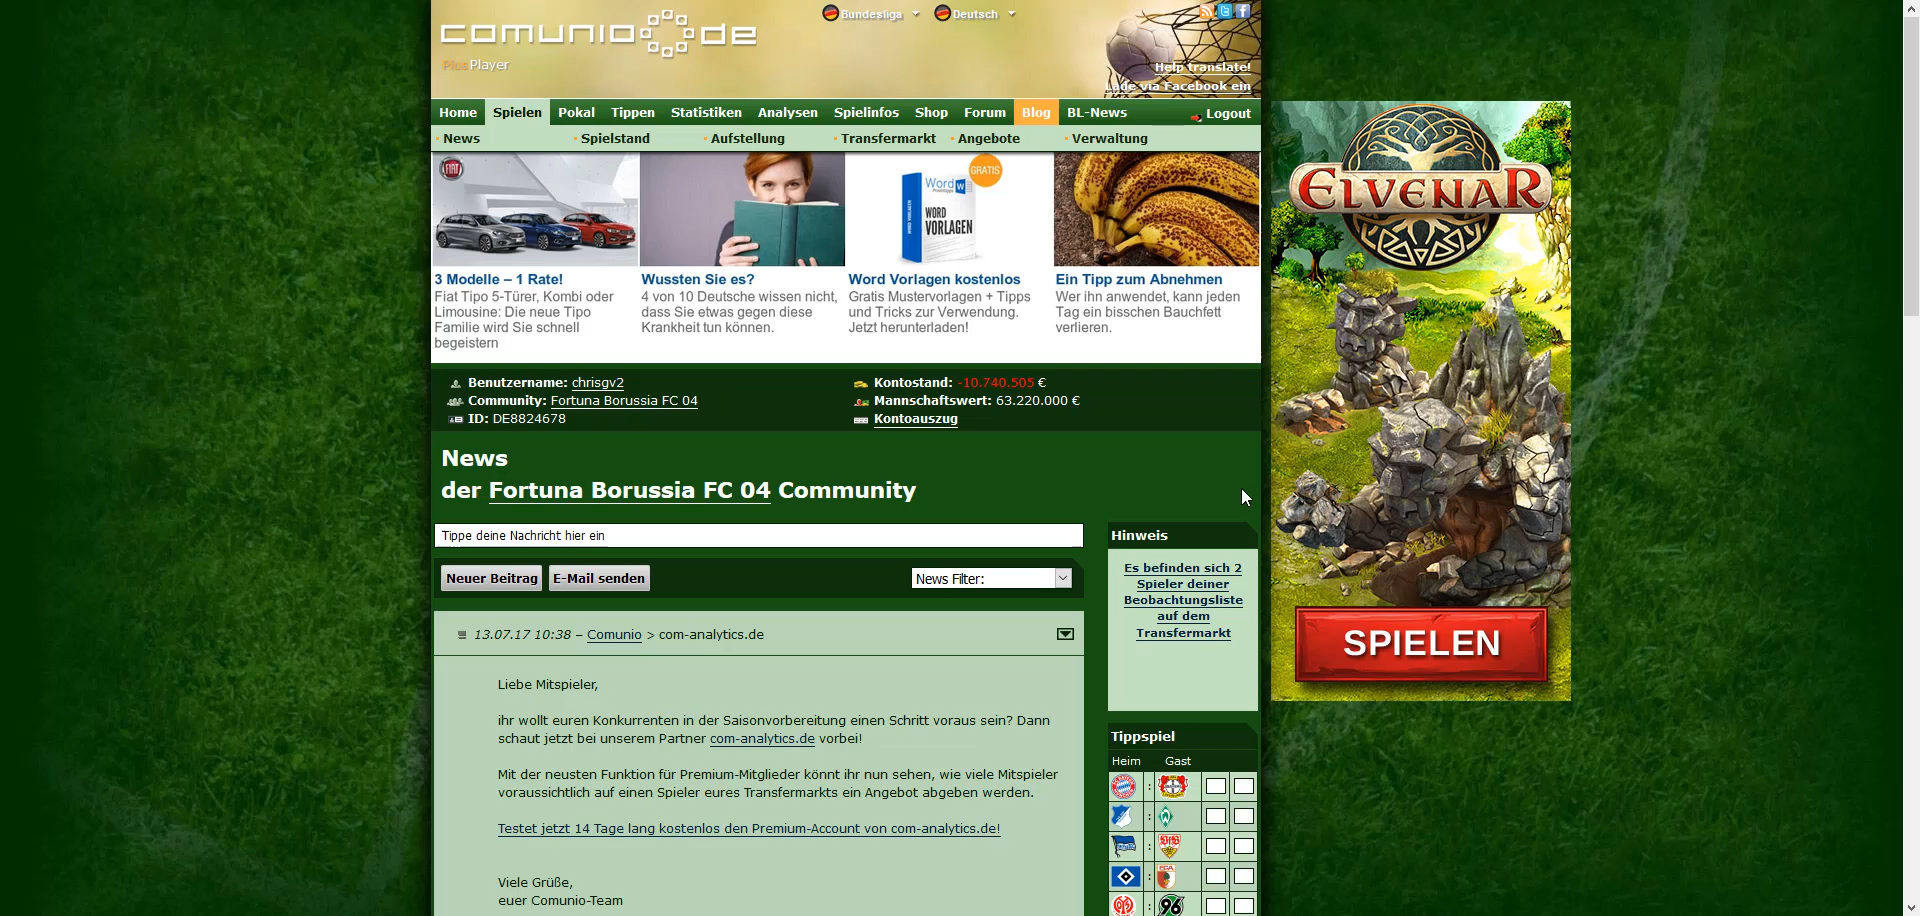 comunio.de
Bundesliga
Deutsch
PlusPlayer
Help translate!
Lade via Facebook ein
Home Spielen Pokal Tippen Statistiken Analysen Spielinfos Shop Forum Blog BL-News Logout
News Spielstand Aufstellung Transfermarkt Angebote Verwaltung
FIAT
GRATIS
Word
WORD
VORLAGEN
3 Modelle – 1 Rate!
Fiat Tipo 5-Türer, Kombi oder
Limousine: Die neue Tipo
Familie wird Sie schnell
begeistern
Wussten Sie es?
4 von 10 Deutsche wissen nicht,
dass Sie etwas gegen diese
Krankheit tun können.
Word Vorlagen kostenlos
Gratis Mustervorlagen + Tipps
und Tricks zur Verwendung.
Jetzt herunterladen!
Ein Tipp zum Abnehmen
Wer ihn anwendet, kann jeden
Tag ein bisschen Bauchfett
verlieren.
Benutzername: chrisgv2
Community: Fortuna Borussia FC 04
ID: DE8824678
Kontostand: -10.740.505 €
Mannschaftswert: 63.220.000 €
Kontoauszug
News
der Fortuna Borussia FC 04 Community
Tippe deine Nachricht hier ein
Neuer Beitrag E-Mail senden News Filter:
13.07.17 10:38 – Comunio > com-analytics.de
Liebe Mitspieler,
ihr wollt euren Konkurrenten in der Saisonvorbereitung einen Schritt voraus sein? Dann
schaut jetzt bei unserem Partner com-analytics.de vorbei!
Mit der neusten Funktion für Premium-Mitglieder könnt ihr nun sehen, wie viele Mitspieler
voraussichtlich auf einen Spieler eures Transfermarkts ein Angebot abgeben werden.
Testet jetzt 14 Tage lang kostenlos den Premium-Account von com-analytics.de!
Viele Grüße,
euer Comunio-Team
Hinweis
Es befinden sich 2
Spieler deiner
Beobachtungsliste
auf dem
Transfermarkt
Tippspiel
Heim Gast
:
:
:
:
: 96
ELVENAR
SPIELEN